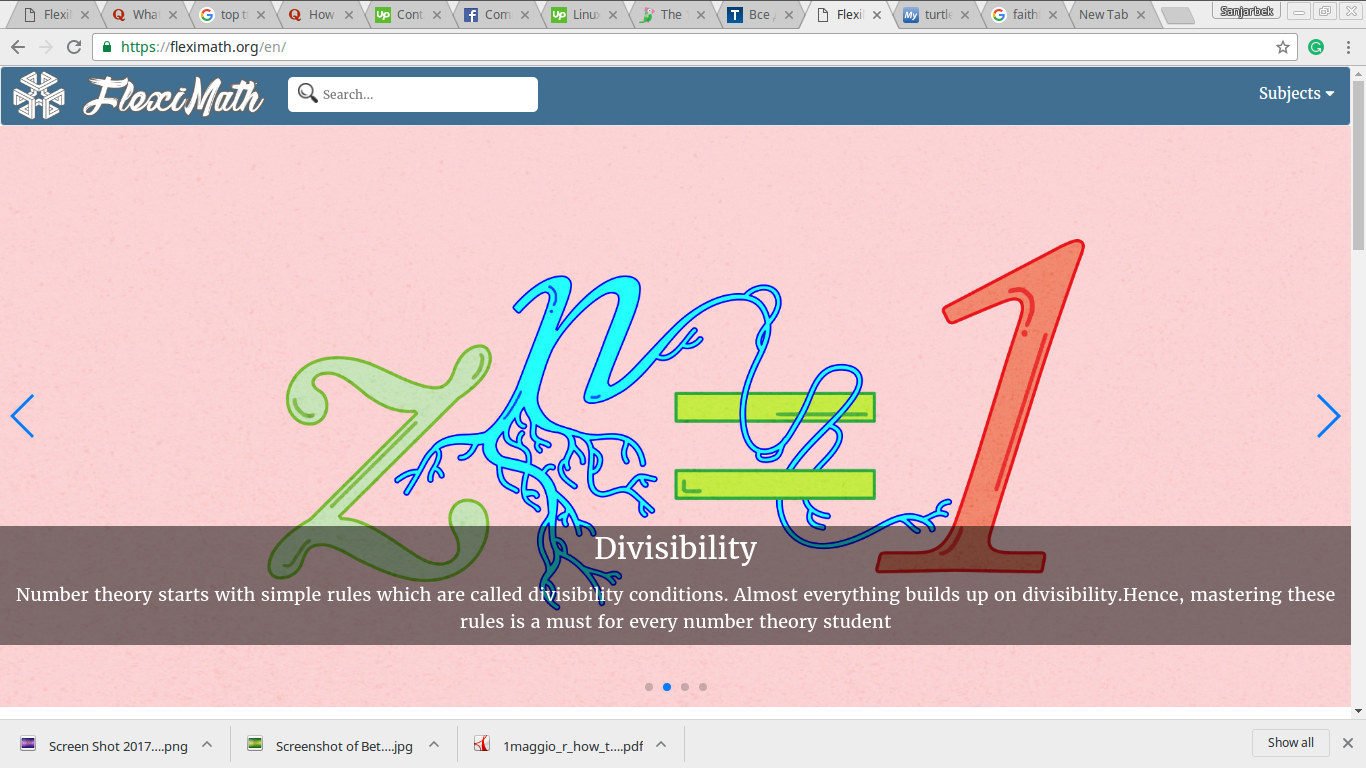 Flexi
What
top t
How
Cont
Com
Linu
The
Все
Flexi
turtle
faith
New Tab
Sanjarbek
https://fleximath.org/en/
FlexiMath
Search...
Subjects
z^n = 1
Divisibility
Number theory starts with simple rules which are called divisibility conditions. Almost everything builds up on divisibility.Hence, mastering these
rules is a must for every number theory student
Screen Shot 2017....png
Screenshot of Bet....jpg
1maggio_r_how_t....pdf
Show all